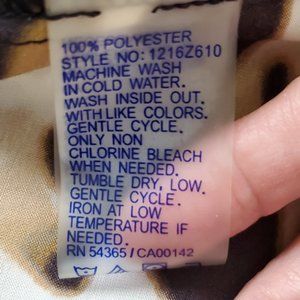 100% POLYESTER
STYLE NO: 1216Z610
MACHINE WASH
IN COLD WATER.
WASH INSIDE OUT.
WITH LIKE COLORS.
GENTLE CYCLE.
ONLY NON
CHLORINE BLEACH
WHEN NEEDED.
TUMBLE DRY, LOW.
GENTLE CYCLE.
IRON AT LOW
TEMPERATURE IF
NEEDED.
RN 54365 / CA00142